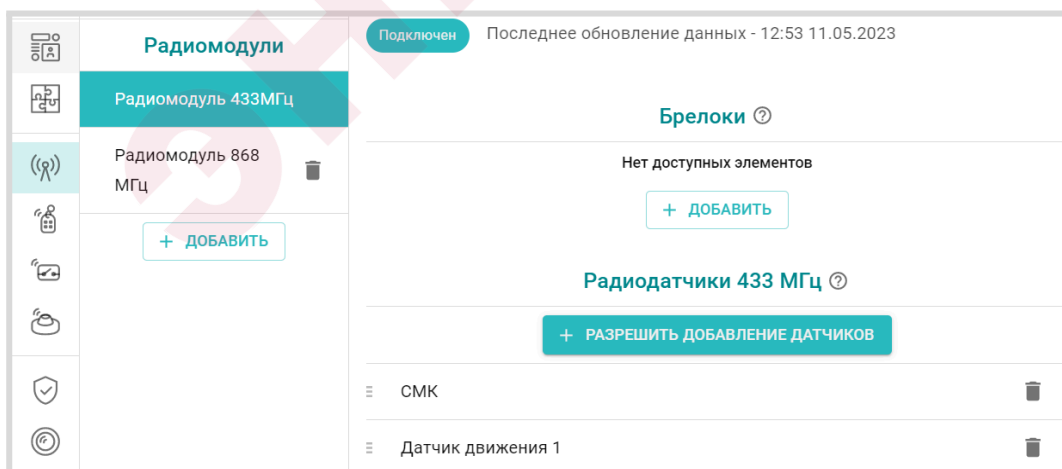 Радиомодули
Подключен
Последнее обновление данных - 12:53 11.05.2023
Радиомодуль 433МГц
Радиомодуль 868
МГц
+ ДОБАВИТЬ
Брелоки
Нет доступных элементов
+ ДОБАВИТЬ
Радиодатчики 433 МГц
+ РАЗРЕШИТЬ ДОБАВЛЕНИЕ ДАТЧИКОВ
СМК
Датчик движения 1